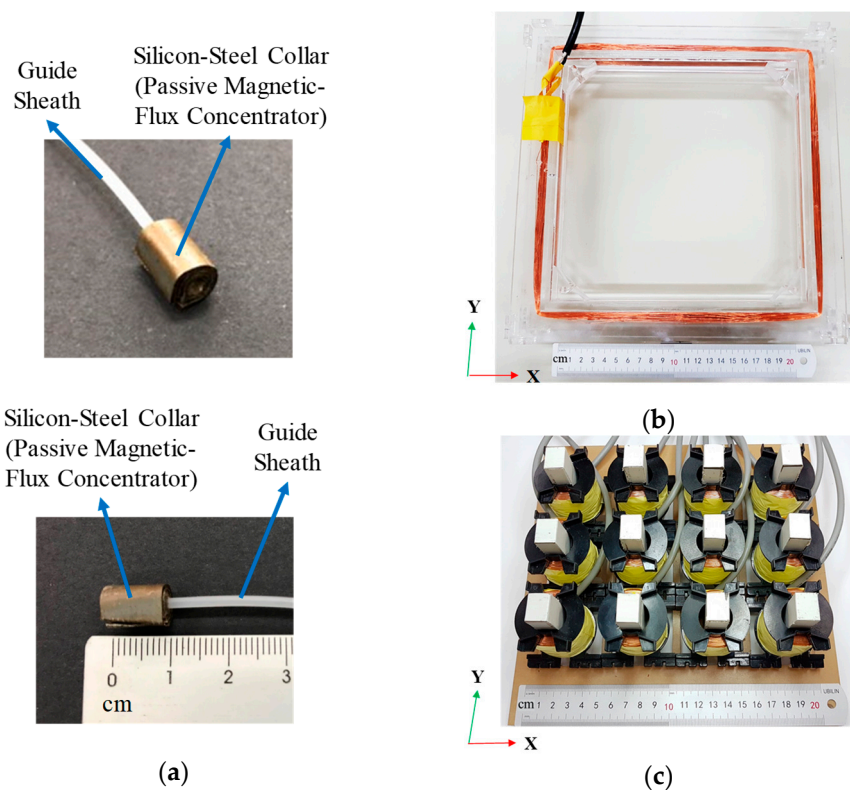 Guide
Sheath
Silicon-Steel Collar
(Passive Magnetic-
Flux Concentrator)
Silicon-Steel Collar
(Passive Magnetic-
Flux Concentrator)
Guide
Sheath
0 1 2 3
cm
(a)
Y
X
cm 1 2 3 4 5 6 7 8 9 10 11 12 13 14 15 16 17 18 19 20
(b)
Y
X
cm 1 2 3 4 5 6 7 8 9 10 11 12 13 14 15 16 17 18 19 20
UBILIN
(c)